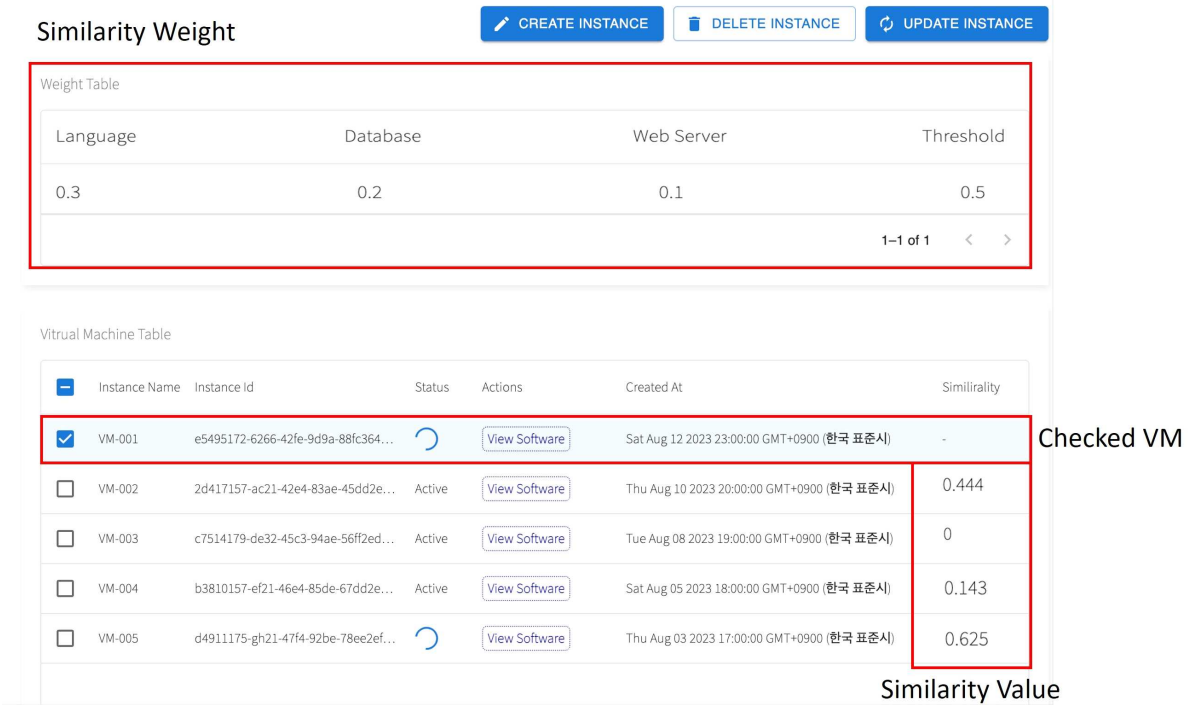 Similarity Weight
CREATE INSTANCE DELETE INSTANCE UPDATE INSTANCE
Weight Table
Language Database Web Server Threshold
0.3 0.2 0.1 0.5
1–1 of 1
Vitrual Machine Table
Instance Name Instance Id Status Actions Created At Similirality
VM-001 e5495172-6266-42fe-9d9a-88fc364... View Software Sat Aug 12 2023 23:00:00 GMT+0900 (한국 표준시) -
Checked VM
VM-002 2d417157-ac21-42e4-83ae-45dd2e... Active View Software Thu Aug 10 2023 20:00:00 GMT+0900 (한국 표준시) 0.444
VM-003 c7514179-de32-45c3-94ae-56ff2ed... Active View Software Tue Aug 08 2023 19:00:00 GMT+0900 (한국 표준시) 0
VM-004 b3810157-ef21-46e4-85de-67dd2e... Active View Software Sat Aug 05 2023 18:00:00 GMT+0900 (한국 표준시) 0.143
VM-005 d4911175-gh21-47f4-92be-78ee2ef... View Software Thu Aug 03 2023 17:00:00 GMT+0900 (한국 표준시) 0.625
Similarity Value